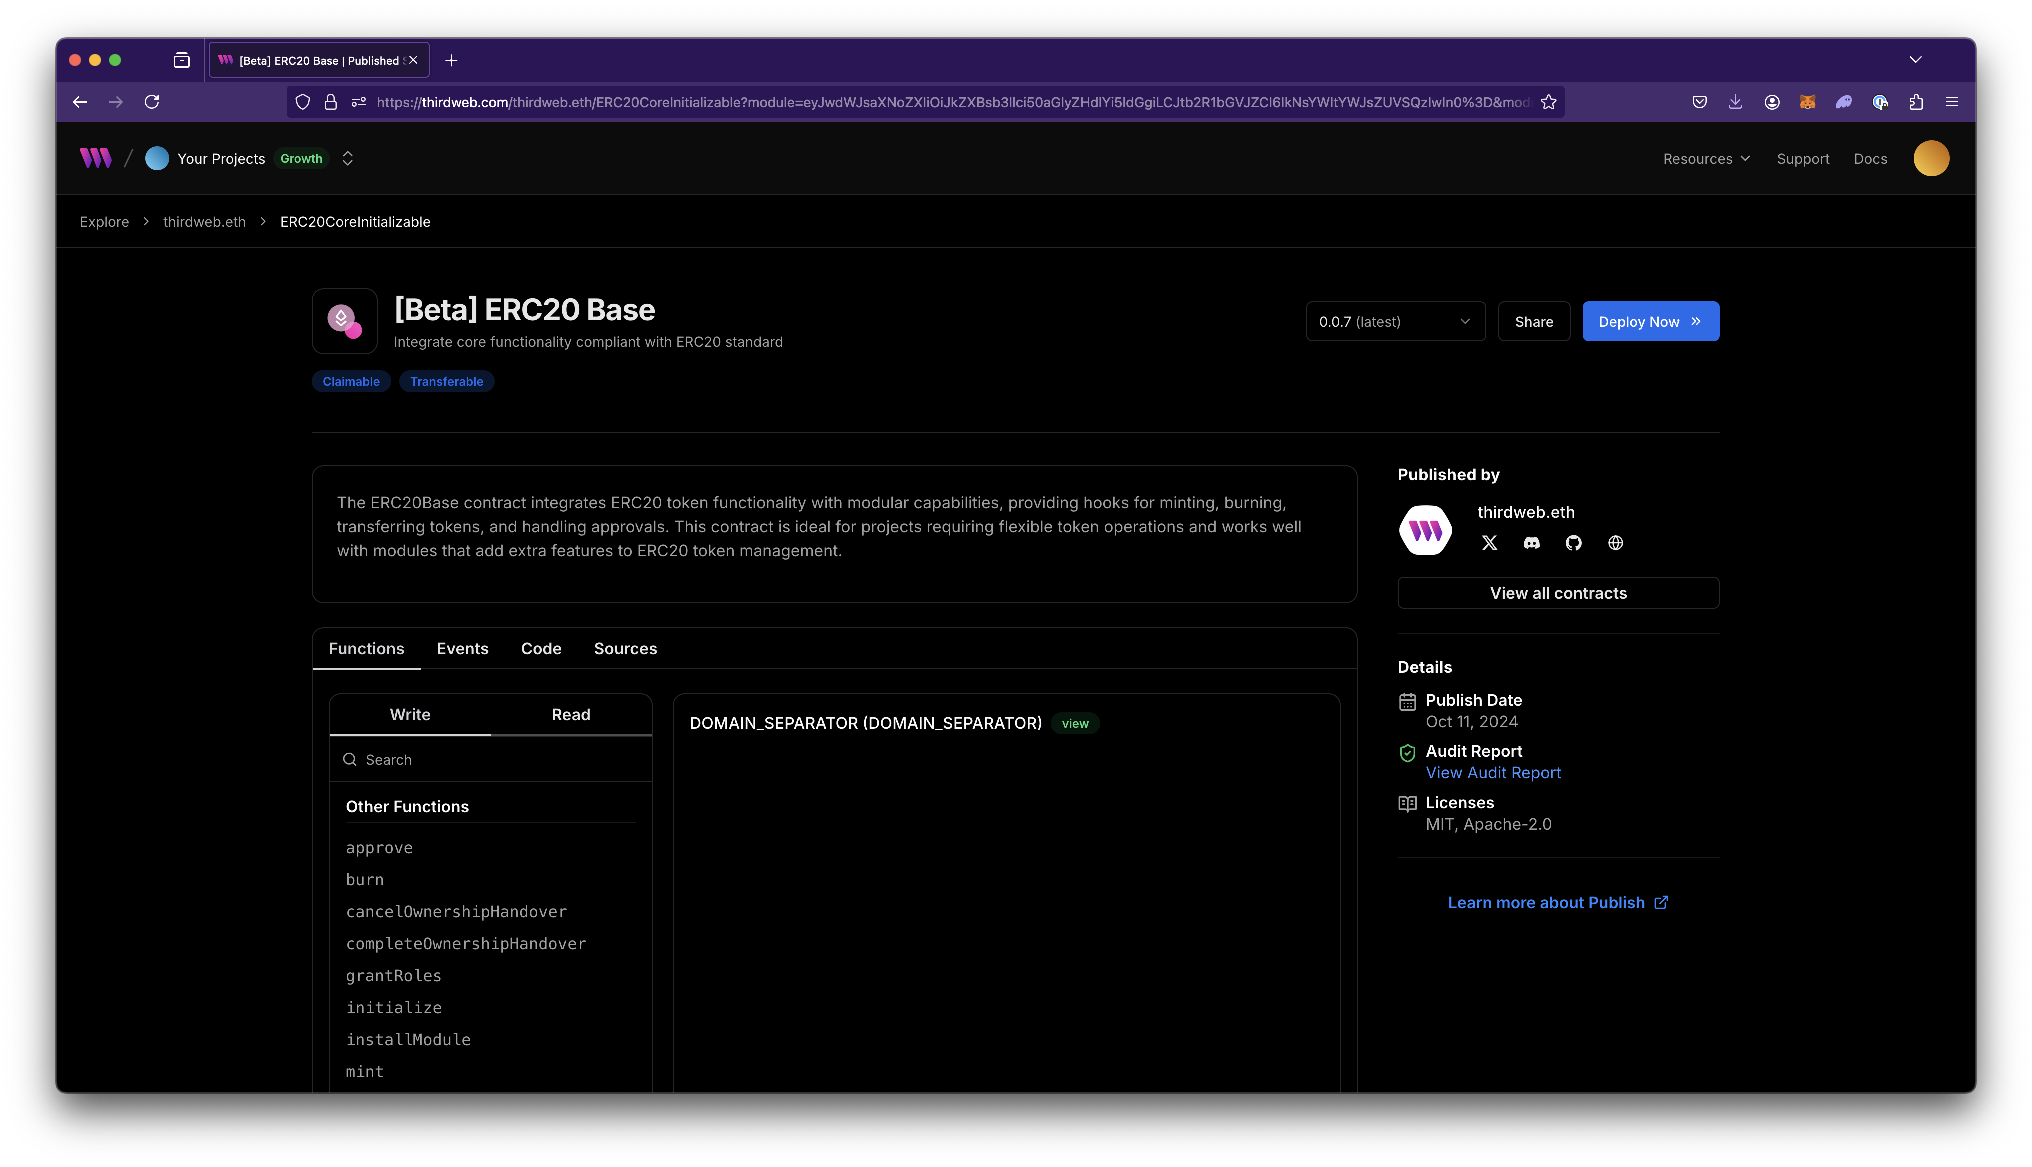 [Beta] ERC20 Base | Published
https://thirdweb.com/thirdweb.eth/ERC20CoreInitializable?module=
Your Projects Growth
Resources Support Docs
Explore > thirdweb.eth > ERC20CoreInitializable
[Beta] ERC20 Base
Integrate core functionality compliant with ERC20 standard
0.0.7 (latest) Share Deploy Now
Claimable Transferable
The ERC20Base contract integrates ERC20 token functionality with modular capabilities, providing hooks for minting, burning,
transferring tokens, and handling approvals. This contract is ideal for projects requiring flexible token operations and works well
with modules that add extra features to ERC20 token management.
Published by
thirdweb.eth
View all contracts
Functions Events Code Sources
Write Read
Search
Other Functions
approve
burn
cancelOwnershipHandover
completeOwnershipHandover
grantRoles
initialize
installModule
mint
DOMAIN_SEPARATOR (DOMAIN_SEPARATOR) view
Details
Publish Date
Oct 11, 2024
Audit Report
View Audit Report
Licenses
MIT, Apache-2.0
Learn more about Publish